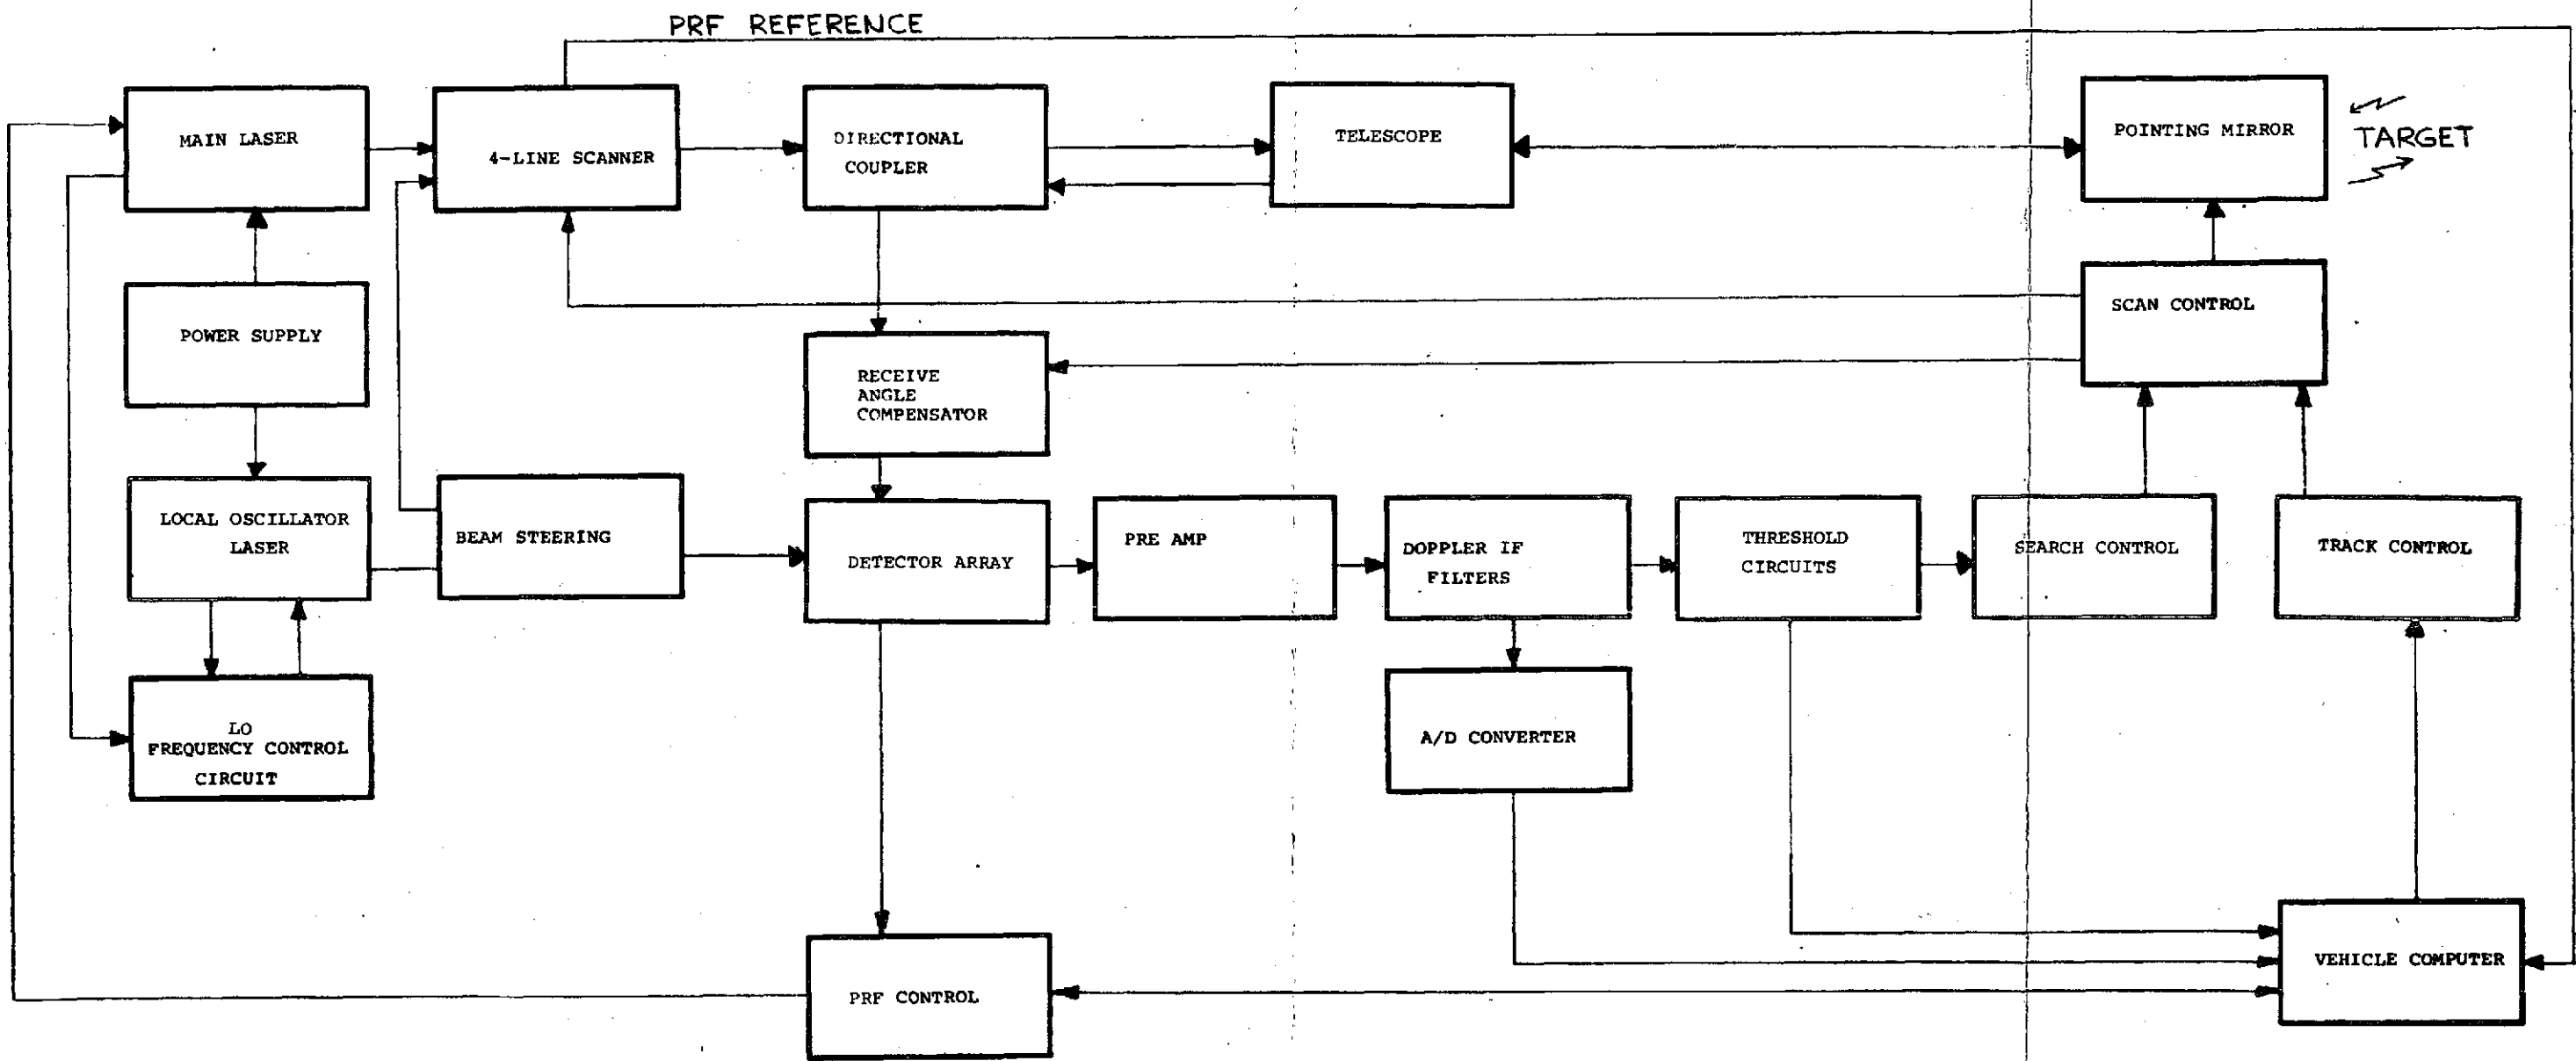 PRF REFERENCE
MAIN LASER
4-LINE SCANNER
DIRECTIONAL
COUPLER
TELESCOPE
POINTING MIRROR
TARGET
POWER SUPPLY
RECEIVE
ANGLE
COMPENSATOR
SCAN CONTROL
LOCAL OSCILLATOR
LASER
BEAM STEERING
DETECTOR ARRAY
PRE AMP
DOPPLER IF
FILTERS
THRESHOLD
CIRCUITS
SEARCH CONTROL
TRACK CONTROL
LO
FREQUENCY CONTROL
CIRCUIT
A/D CONVERTER
PRF CONTROL
VEHICLE COMPUTER